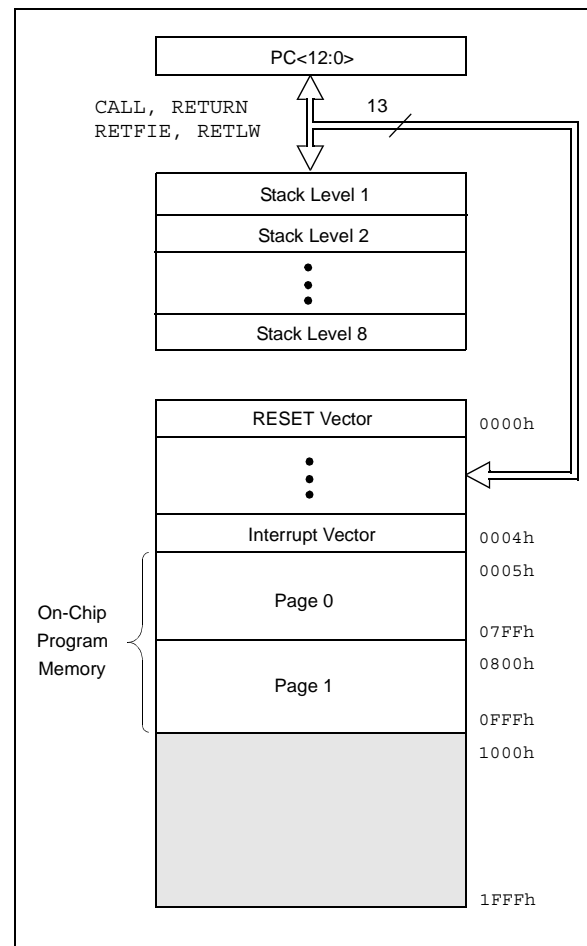 PC<12:0>
CALL, RETURN
RETFIE, RETLW
13
Stack Level 1
Stack Level 2
Stack Level 8
RESET Vector
0000h
Interrupt Vector
0004h
0005h
On-Chip
Program
Memory
Page 0
07FFh
0800h
Page 1
0FFFh
1000h
1FFFh